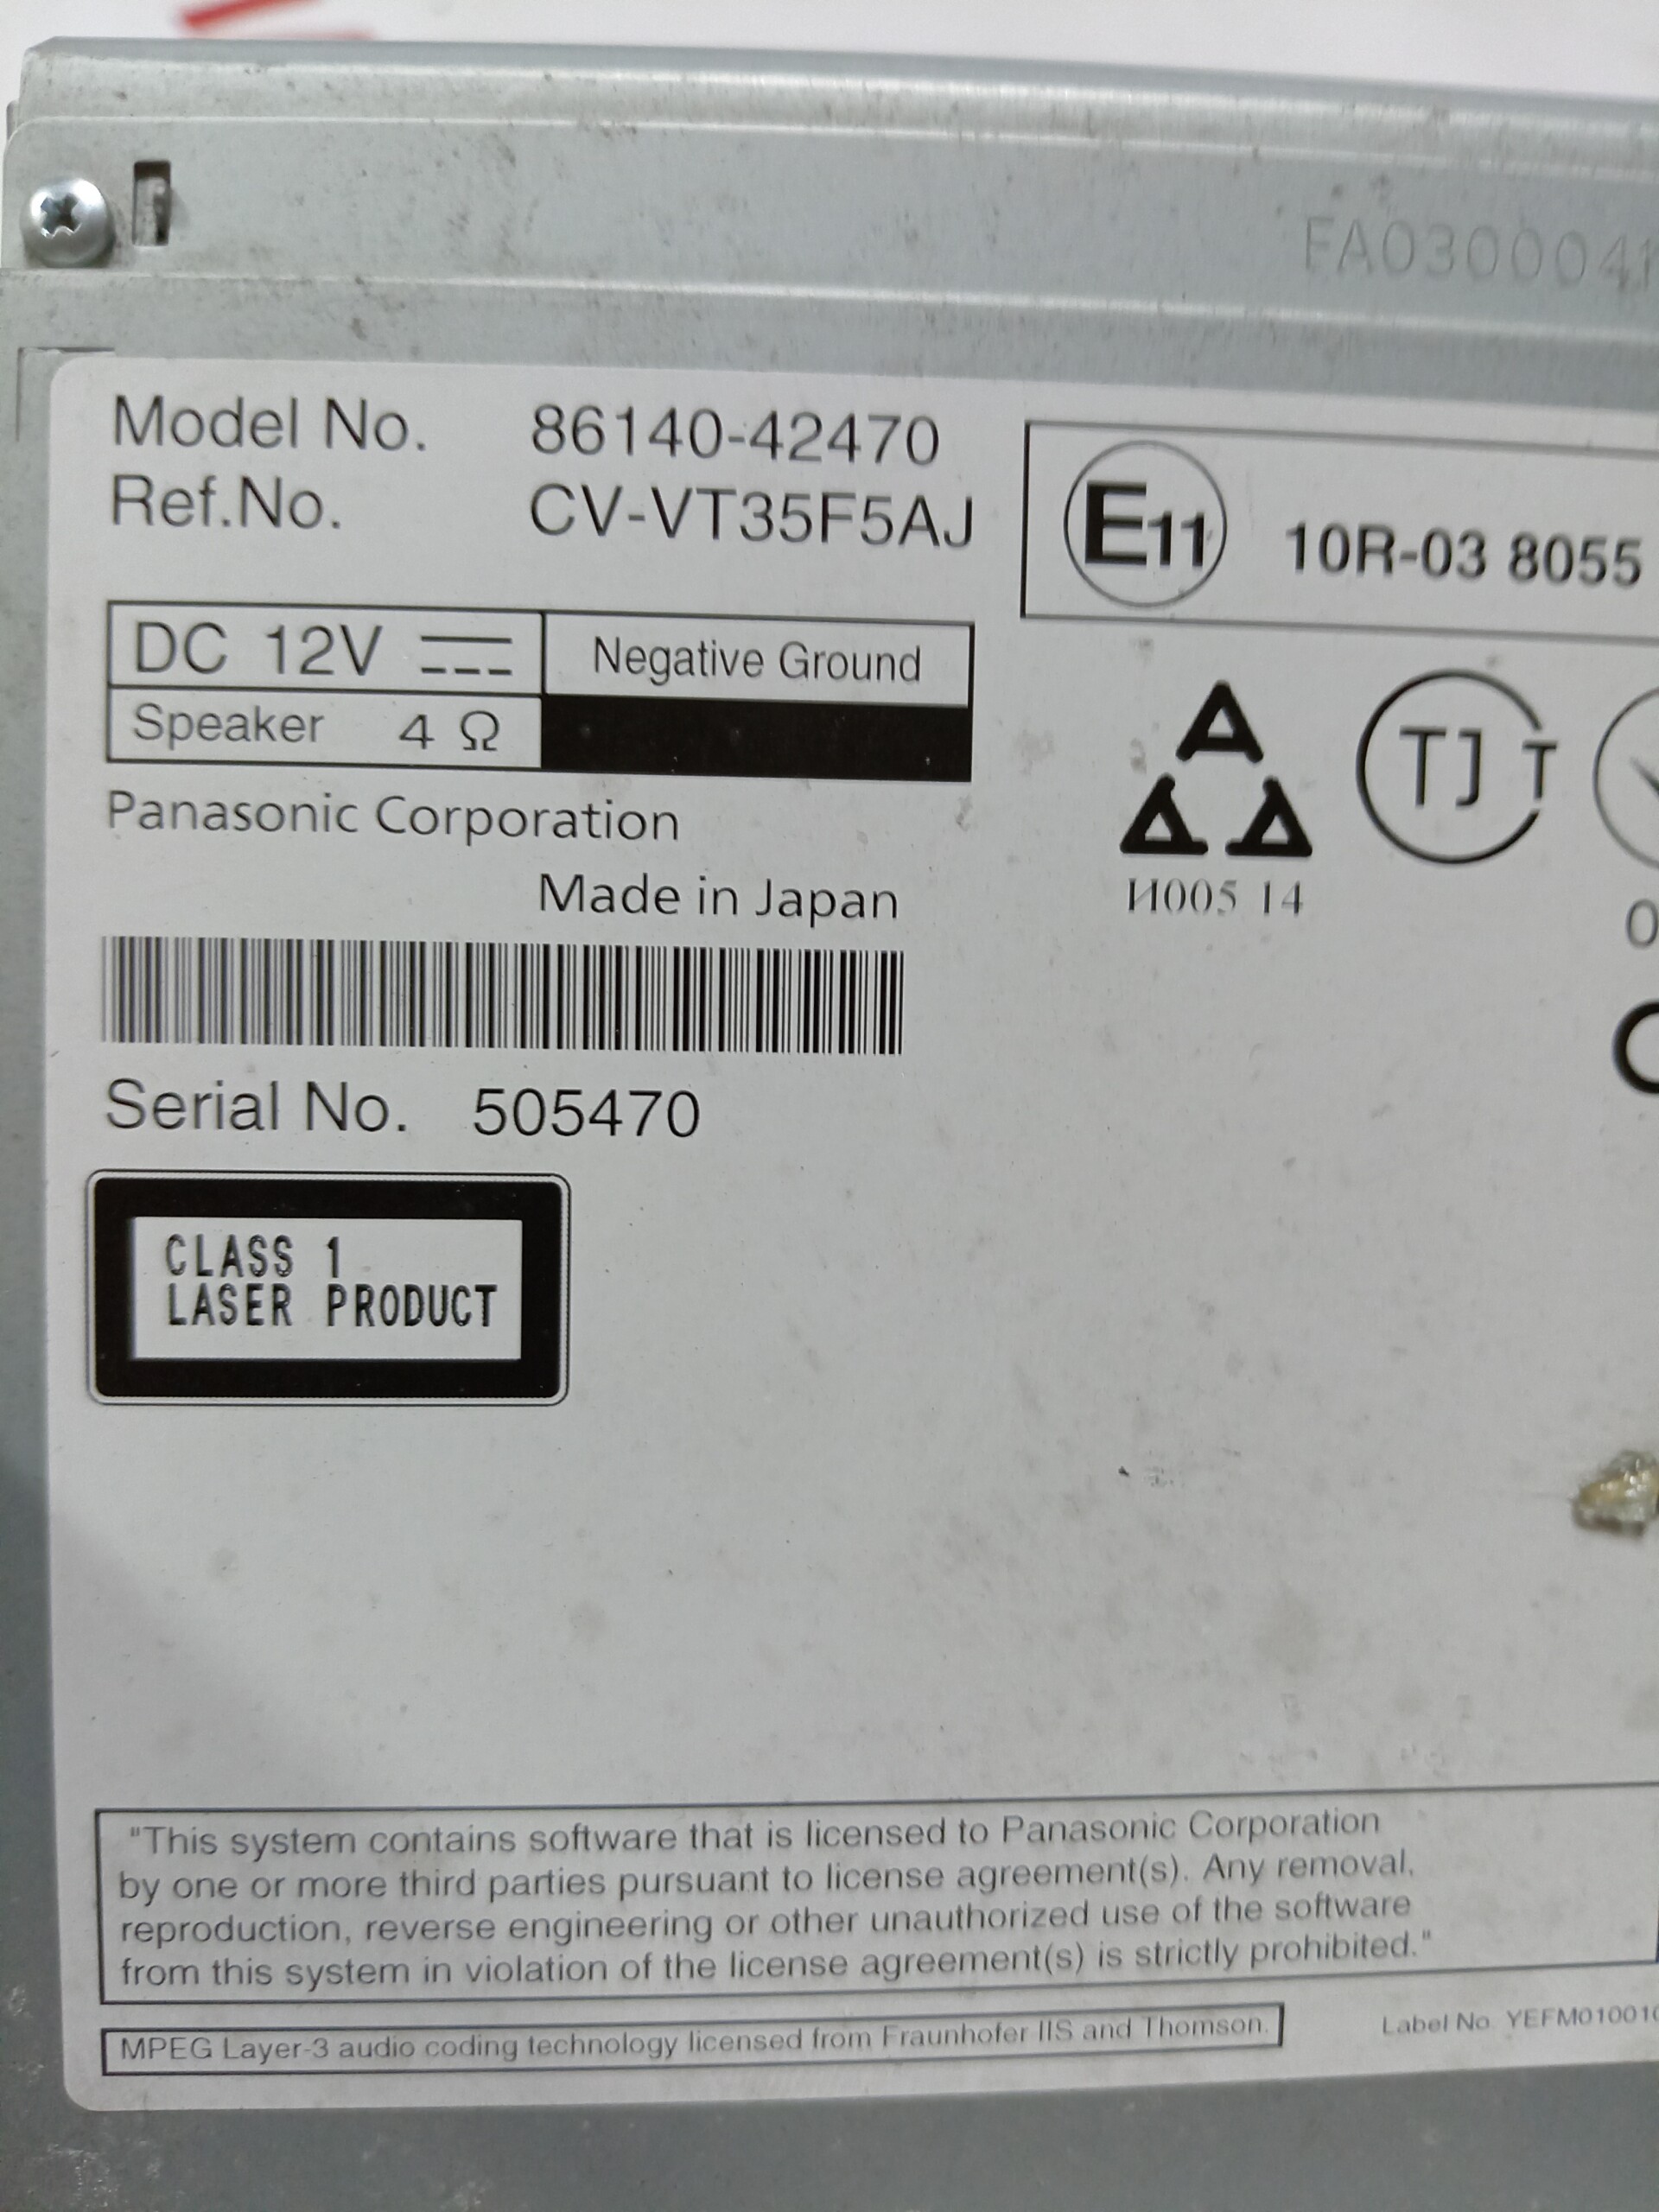 FA0300041
Model No. 86140-42470
Ref.No. CV-VT35F5AJ
E11 10R-03 8055
DC 12V Negative Ground
Speaker 4 Ω
TJ T
Panasonic Corporation
И005 14
Made in Japan
Serial No. 505470
CLASS 1
LASER PRODUCT
"This system contains software that is licensed to Panasonic Corporation
by one or more third parties pursuant to license agreement(s). Any removal,
reproduction, reverse engineering or other unauthorized use of the software
from this system in violation of the license agreement(s) is strictly prohibited."
MPEG Layer-3 audio coding technology licensed from Fraunhofer IIS and Thomson.
Label No. YEFM010010